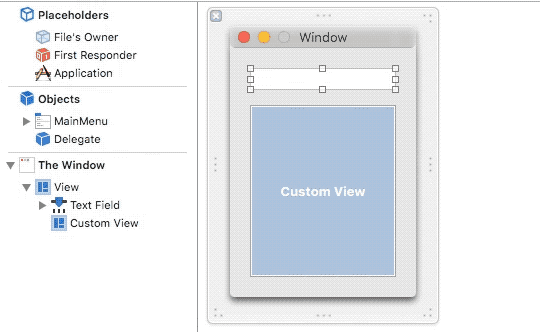 Placeholders
File's Owner
First Responder
Application
Objects
MainMenu
Delegate
The Window
View
Text Field
Custom View
Window
Custom View